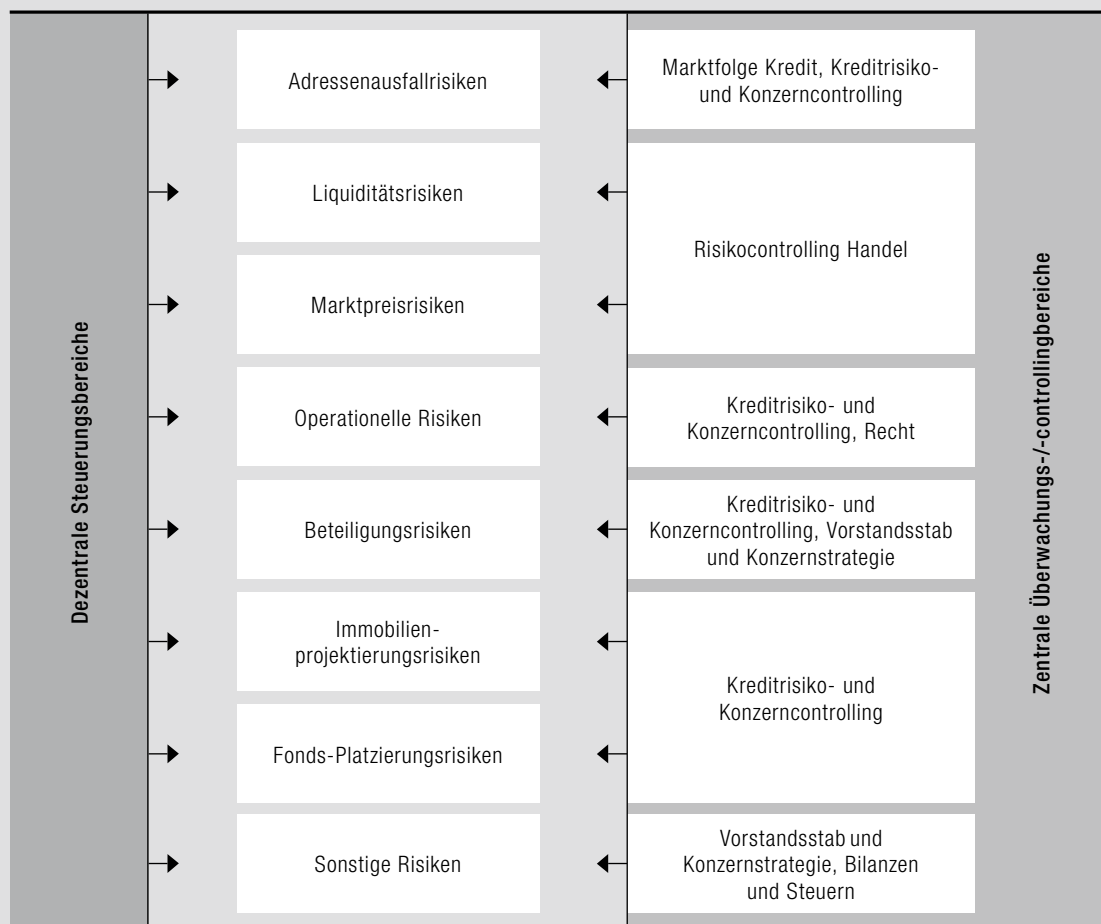 Dezentrale Steuerungsbereiche
Adressenausfallrisiken
Marktfolge Kredit, Kreditrisiko-
und Konzerncontrolling
Liquiditätsrisiken
Risikocontrolling Handel
Marktpreisrisiken
Operationelle Risiken
Kreditrisiko- und
Konzerncontrolling, Recht
Beteiligungsrisiken
Kreditrisiko- und
Konzerncontrolling, Vorstandsstab
und Konzernstrategie
Immobilien-
projektierungsrisiken
Kreditrisiko- und
Konzerncontrolling
Fonds-Platzierungsrisiken
Sonstige Risiken
Vorstandsstab und
Konzernstrategie, Bilanzen
und Steuern
Zentrale Überwachungs-/-controllingbereiche